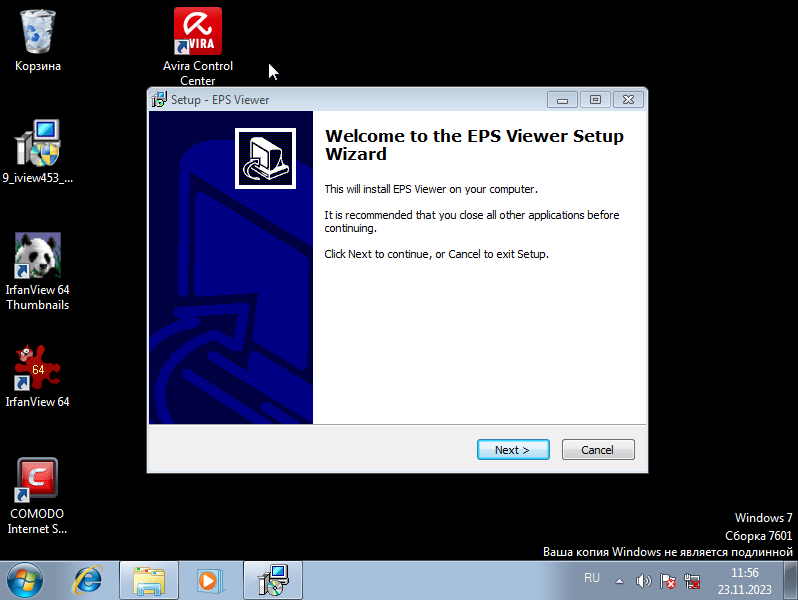 Корзина
AVIRA
Avira Control
Center
9_iview453_...
IrfanView 64
Thumbnails
64
IrfanView 64
COMODO
Internet S...
Setup - EPS Viewer
Welcome to the EPS Viewer Setup
Wizard
This will install EPS Viewer on your computer.
It is recommended that you close all other applications before
continuing.
Click Next to continue, or Cancel to exit Setup.
Next >
Cancel
Windows 7
Сборка 7601
Ваша копия Windows не является подлинной
RU
11:56
23.11.2023